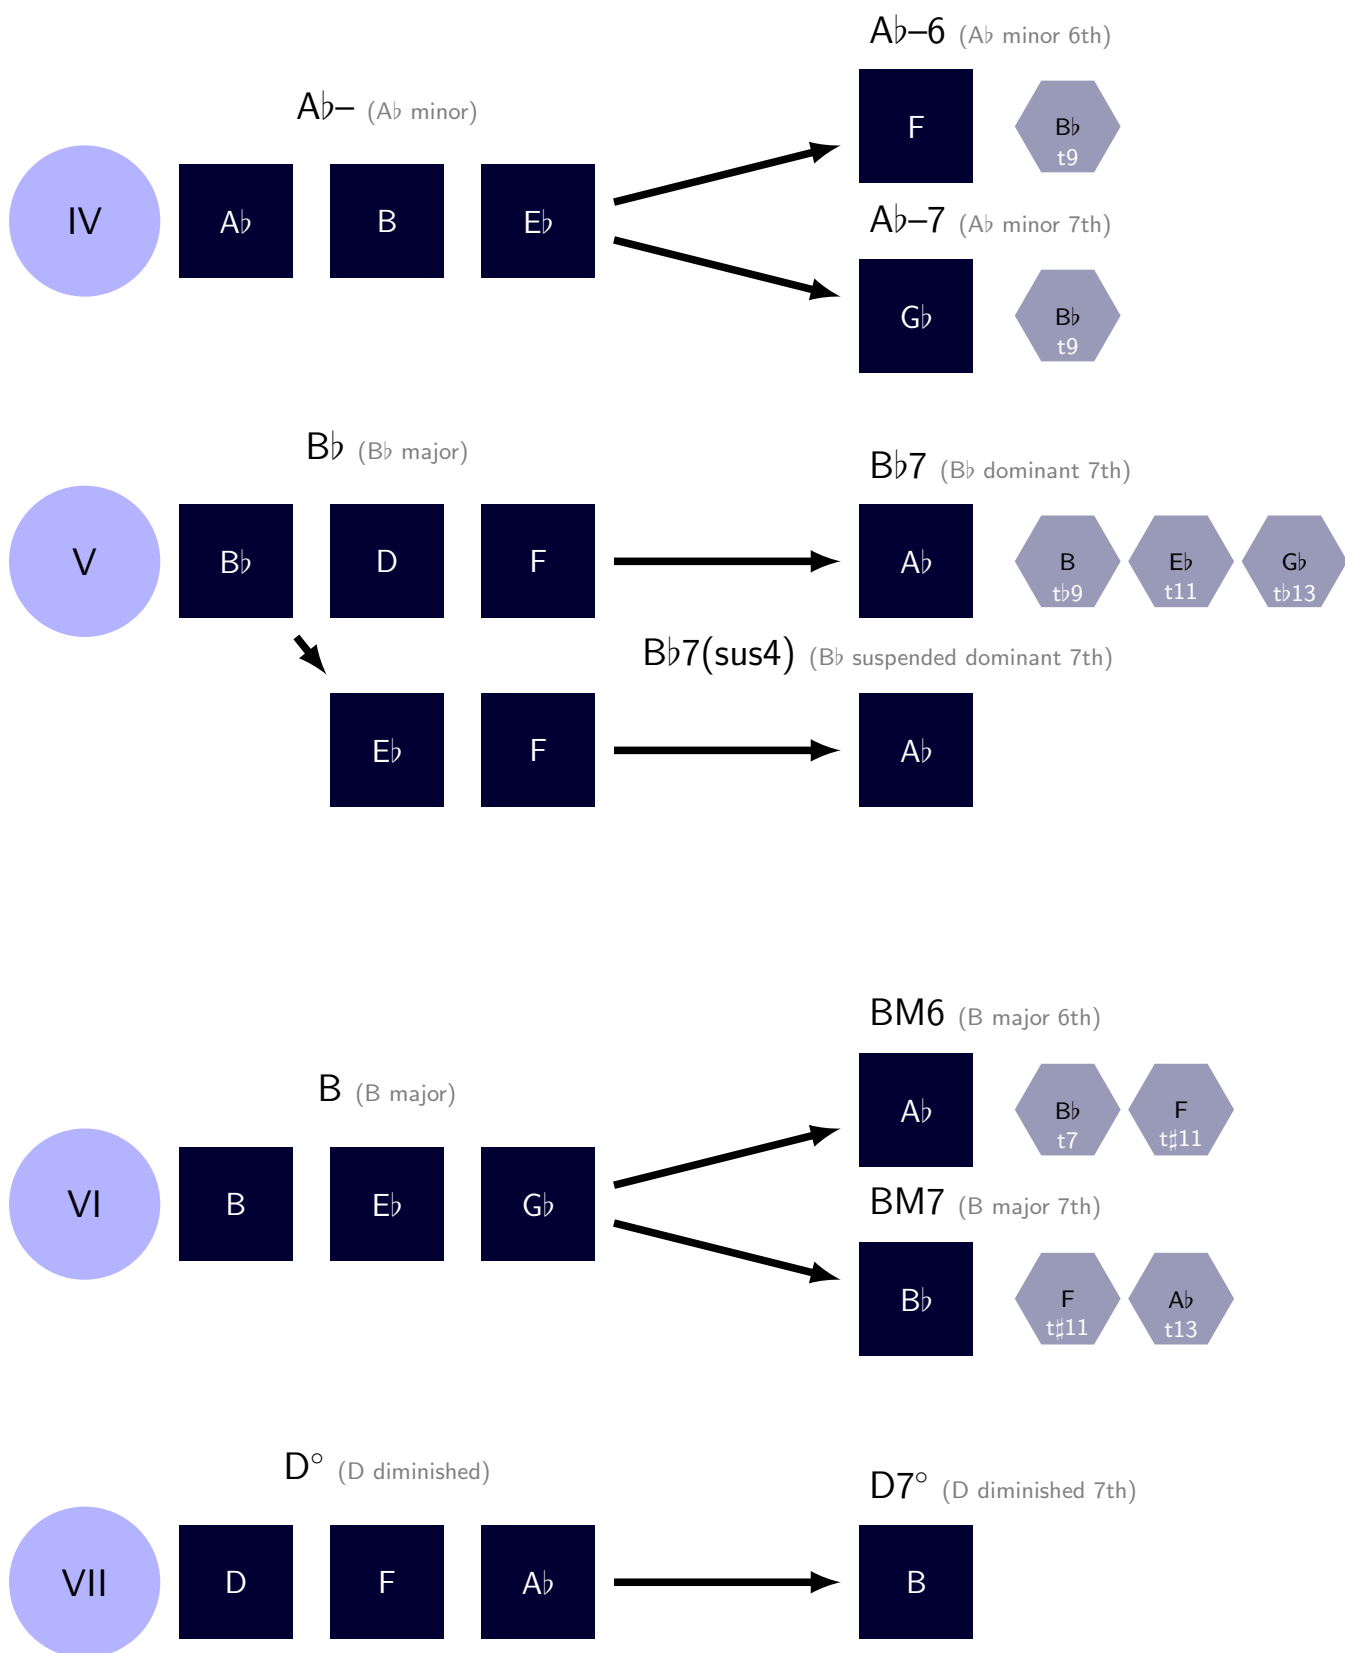 A♭–6 (A♭ minor 6th)
A♭– (A♭ minor)
F B♭
t9
A♭–7 (A♭ minor 7th)
IV A♭ B E♭
G♭ B♭
t9
B♭ (B♭ major)
B♭7 (B♭ dominant 7th)
V B♭ D F A♭ B E♭ G♭
t♭9 t11 t♭13
B♭7(sus4) (B♭ suspended dominant 7th)
E♭ F A♭
BM6 (B major 6th)
B (B major)
A♭ B♭ F
t7 t♯11
BM7 (B major 7th)
VI B E♭ G♭
B♭ F A♭
t♯11 t13
D° (D diminished)
D7° (D diminished 7th)
VII D F A♭ B